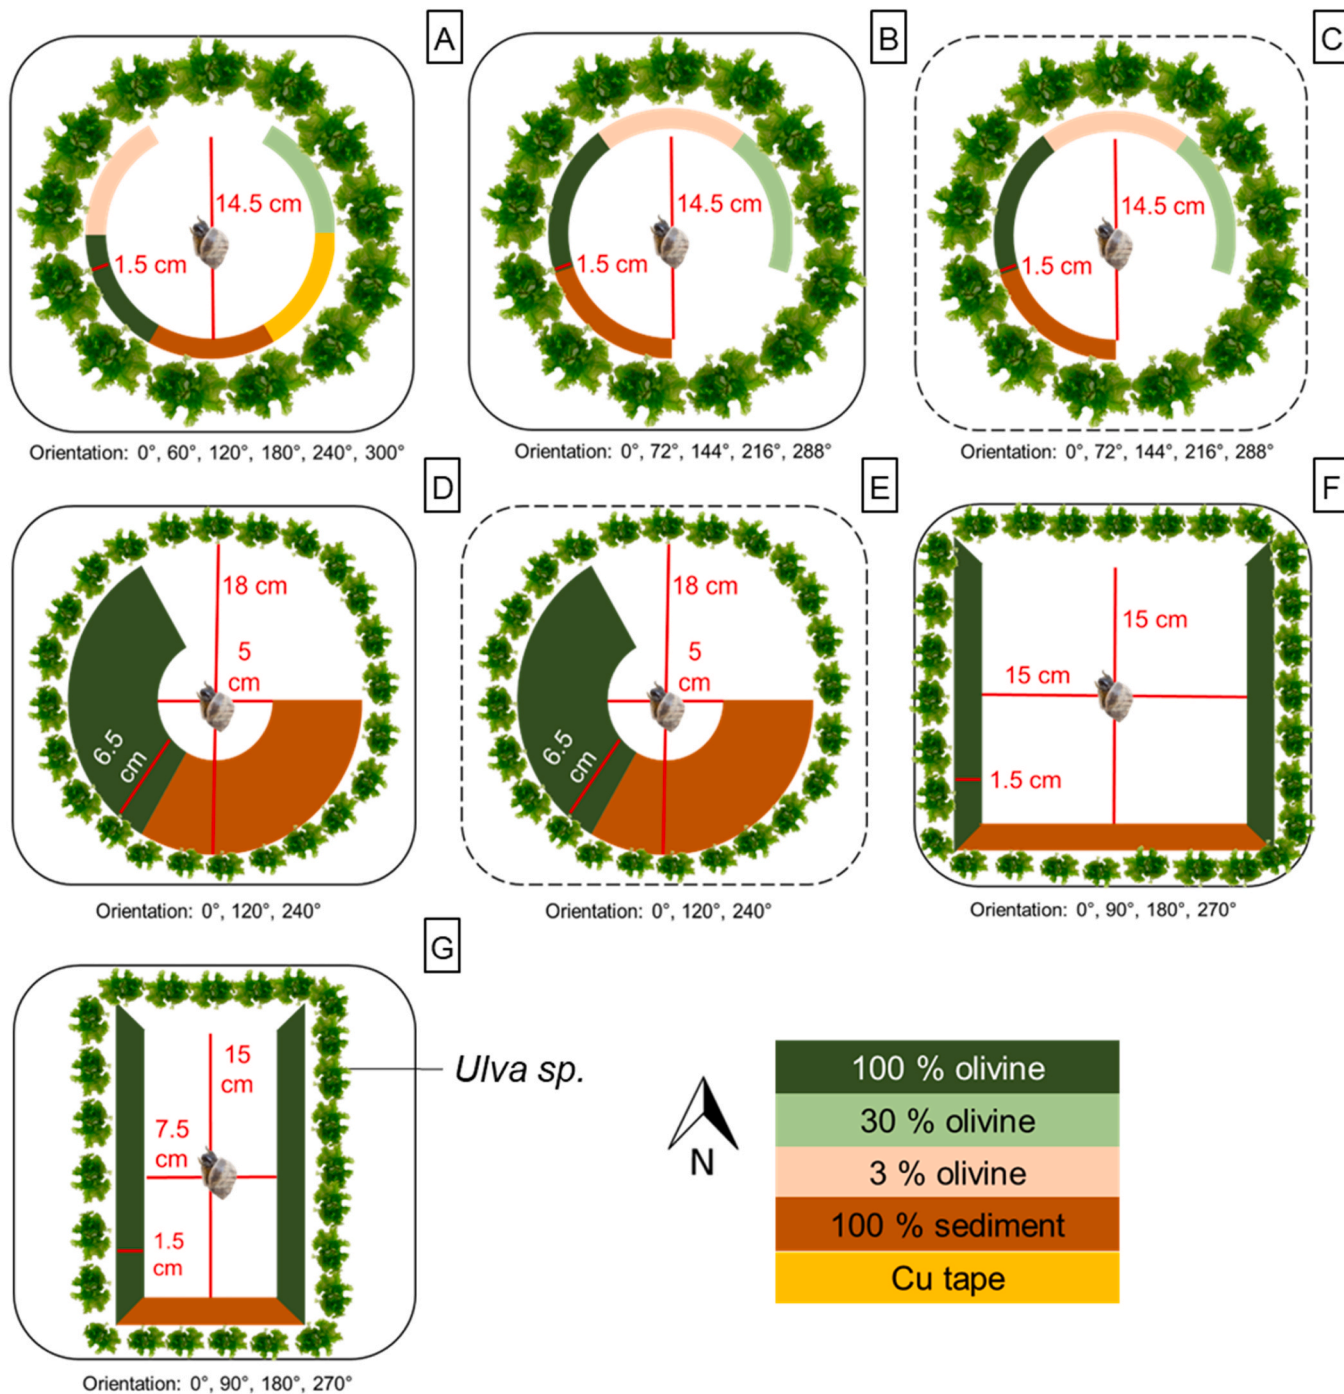 A
14.5 cm
1.5 cm
Orientation: 0°, 60°, 120°, 180°, 240°, 300°
B
14.5 cm
1.5 cm
Orientation: 0°, 72°, 144°, 216°, 288°
C
14.5 cm
1.5 cm
Orientation: 0°, 72°, 144°, 216°, 288°
D
18 cm
5
cm
6.5
cm
Orientation: 0°, 120°, 240°
E
18 cm
5
cm
6.5
cm
Orientation: 0°, 120°, 240°
F
15 cm
15 cm
1.5 cm
Orientation: 0°, 90°, 180°, 270°
G
15
cm
7.5
cm
1.5
cm
Orientation: 0°, 90°, 180°, 270°
Ulva sp.
N
100 % olivine
30 % olivine
3 % olivine
100 % sediment
Cu tape